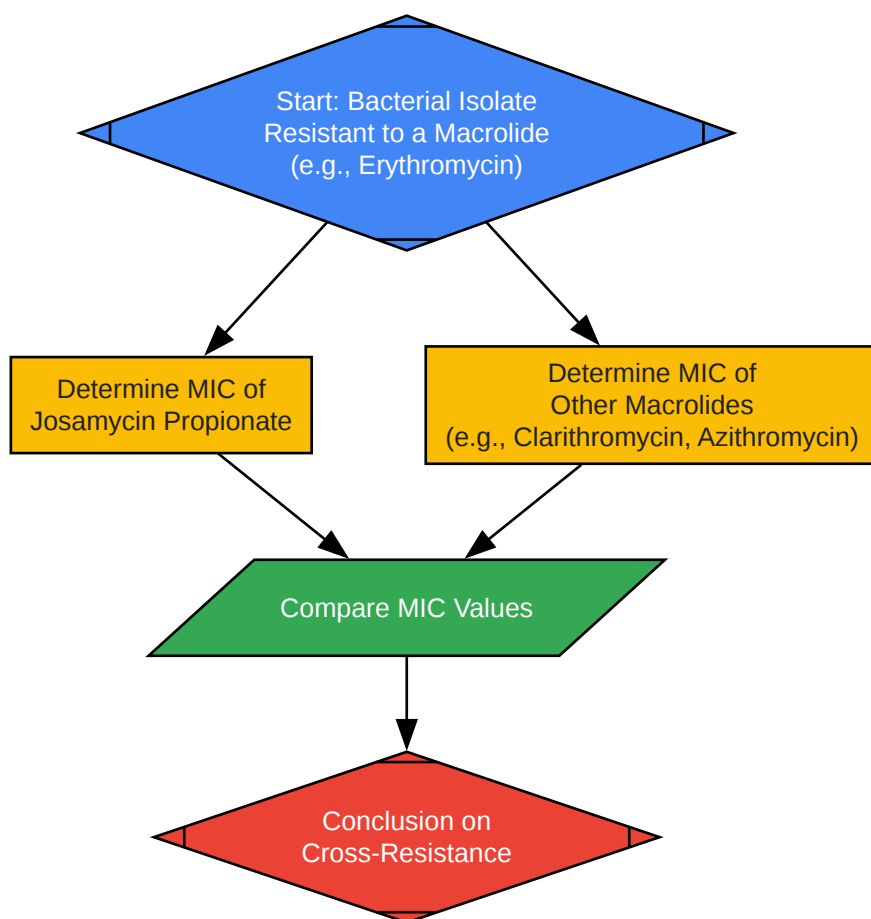 Start: Bacterial Isolate
Resistant to a Macrolide
(e.g., Erythromycin)
Determine MIC of
Josamycin Propionate
Determine MIC of
Other Macrolides
(e.g., Clarithromycin, Azithromycin)
Compare MIC Values
Conclusion on
Cross-Resistance